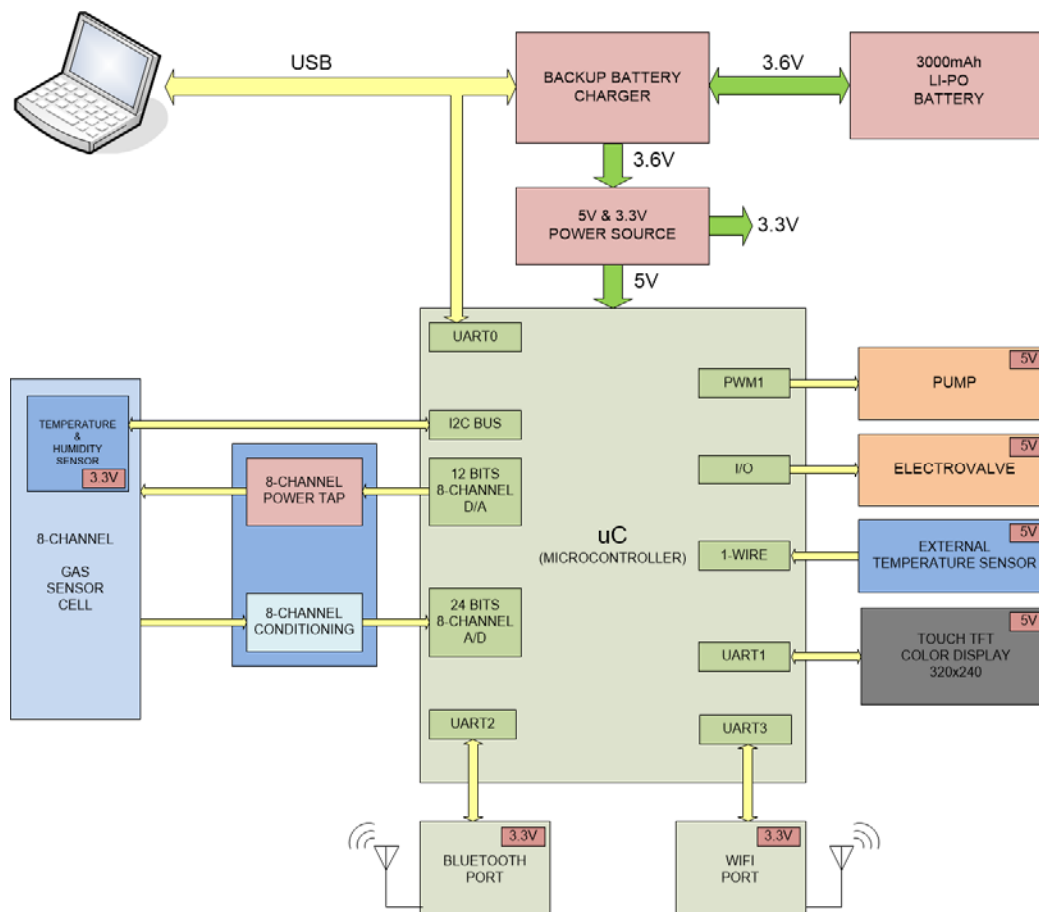 USB
BACKUP BATTERY
CHARGER
3.6V
3000mAh
LI-PO
BATTERY
3.6V
5V & 3.3V
POWER SOURCE
3.3V
5V
UART0
PWM1
5V
PUMP
TEMPERATURE
&
HUMIDITY
SENSOR
3.3V
I2C BUS
8-CHANNEL
POWER TAP
12 BITS
8-CHANNEL
D/A
I/O
5V
ELECTROVALVE
8-CHANNEL
GAS
SENSOR
CELL
uC
(MICROCONTROLLER)
1-WIRE
5V
EXTERNAL
TEMPERATURE SENSOR
8-CHANNEL
CONDITIONING
24 BITS
8-CHANNEL
A/D
UART1
5V
TOUCH TFT
COLOR DISPLAY
320x240
UART2
UART3
3.3V
BLUETOOTH
PORT
3.3V
WIFI
PORT